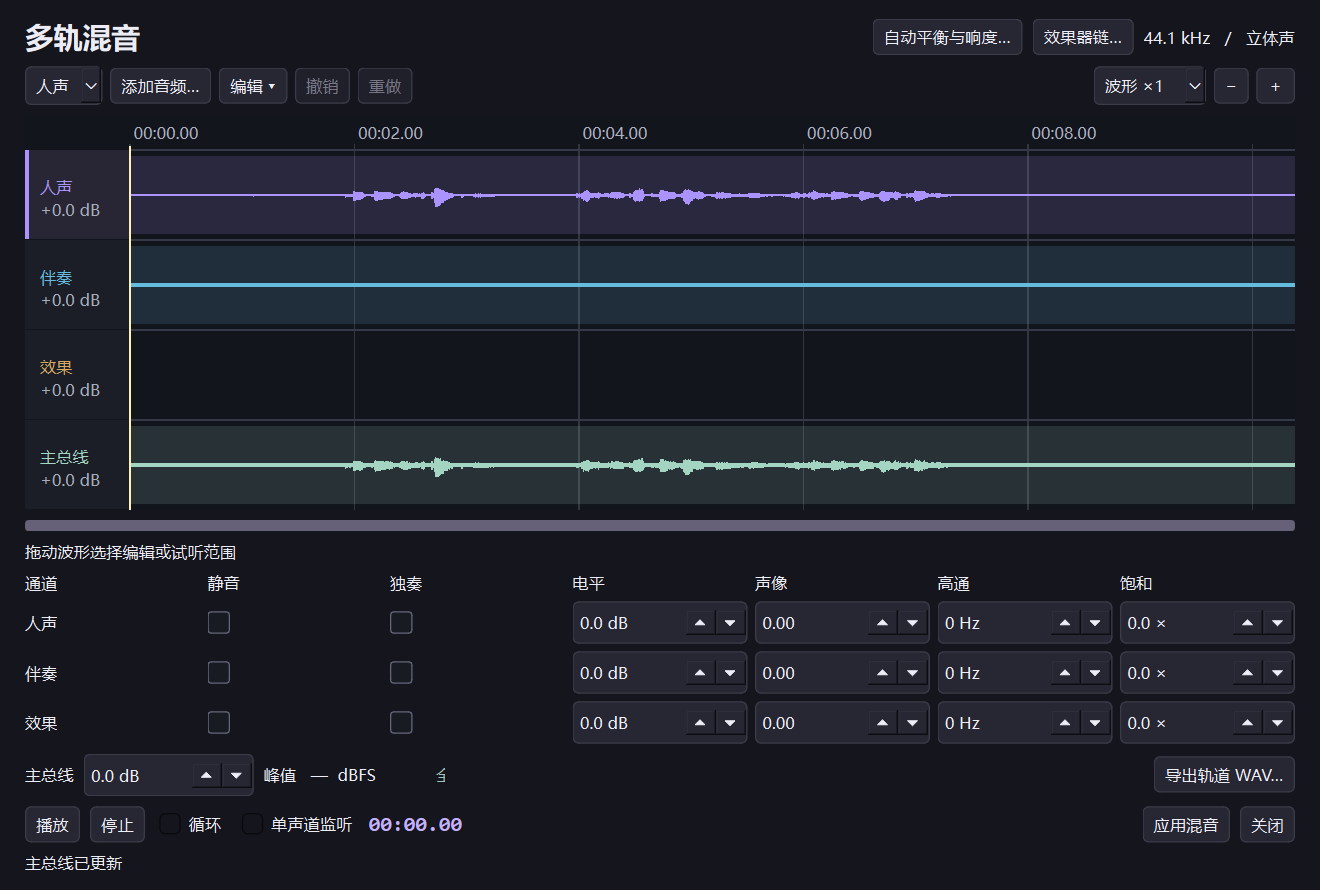 多轨混音
自动平衡与响度... 效果器链... 44.1 kHz / 立体声
人声 添加音频... 编辑 撤销 重做 波形 ×1 − +
00:00.00 00:02.00 00:04.00 00:06.00 00:08.00
人声
+0.0 dB
伴奏
+0.0 dB
效果
+0.0 dB
主总线
+0.0 dB
拖动波形选择编辑或试听范围
通道 静音 独奏 电平 声像 高通 饱和
人声 0.0 dB 0.00 0 Hz 0.0 ×
伴奏 0.0 dB 0.00 0 Hz 0.0 ×
效果 0.0 dB 0.00 0 Hz 0.0 ×
主总线 0.0 dB 峰值 — dBFS 导出轨道 WAV...
播放 停止 循环 单声道监听 00:00.00 应用混音 关闭
主总线已更新